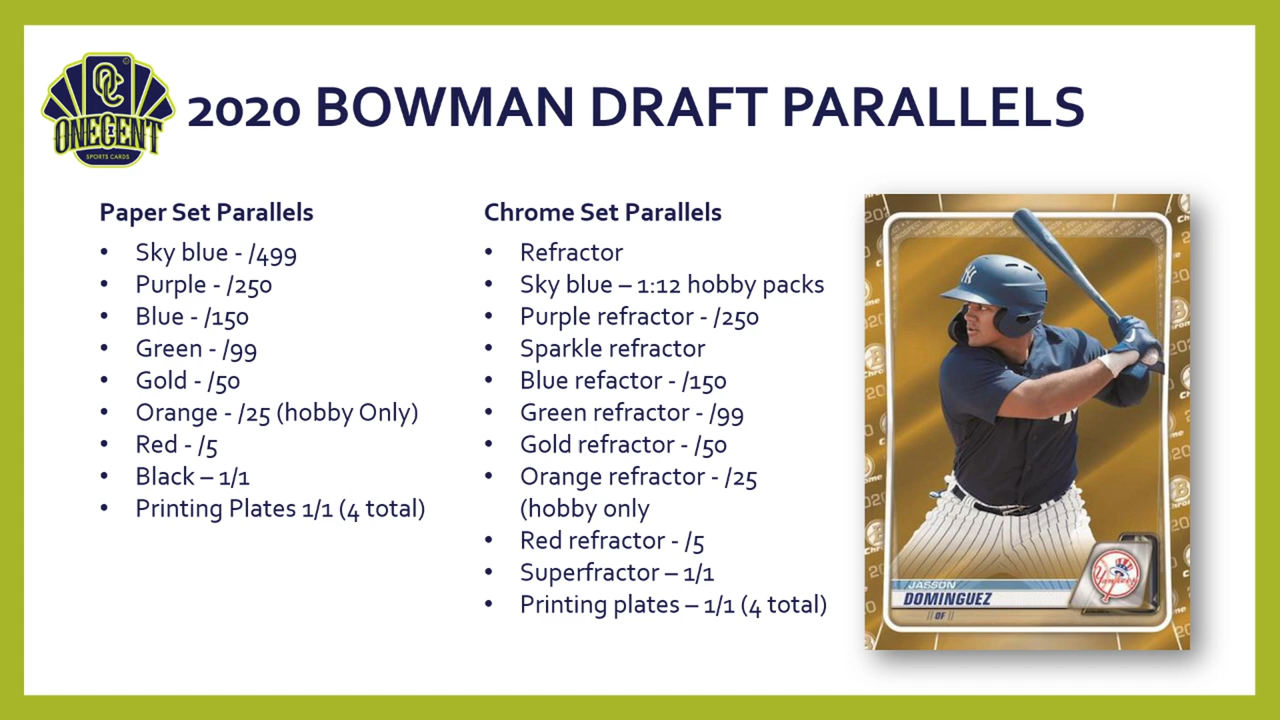 ONECENT
SPORTS CARDS
2020 BOWMAN DRAFT PARALLELS
Paper Set Parallels
• Sky blue - /499
• Purple - /250
• Blue - /150
• Green - /99
• Gold - /50
• Orange - /25 (hobby Only)
• Red - /5
• Black – 1/1
• Printing Plates 1/1 (4 total)
Chrome Set Parallels
• Refractor
• Sky blue – 1:12 hobby packs
• Purple refractor - /250
• Sparkle refractor
• Blue refactor - /150
• Green refractor - /99
• Gold refractor - /50
• Orange refractor - /25
(hobby only
• Red refractor - /5
• Superfractor – 1/1
• Printing plates – 1/1 (4 total)
JASSON
DOMINGUEZ
OF
Yankees